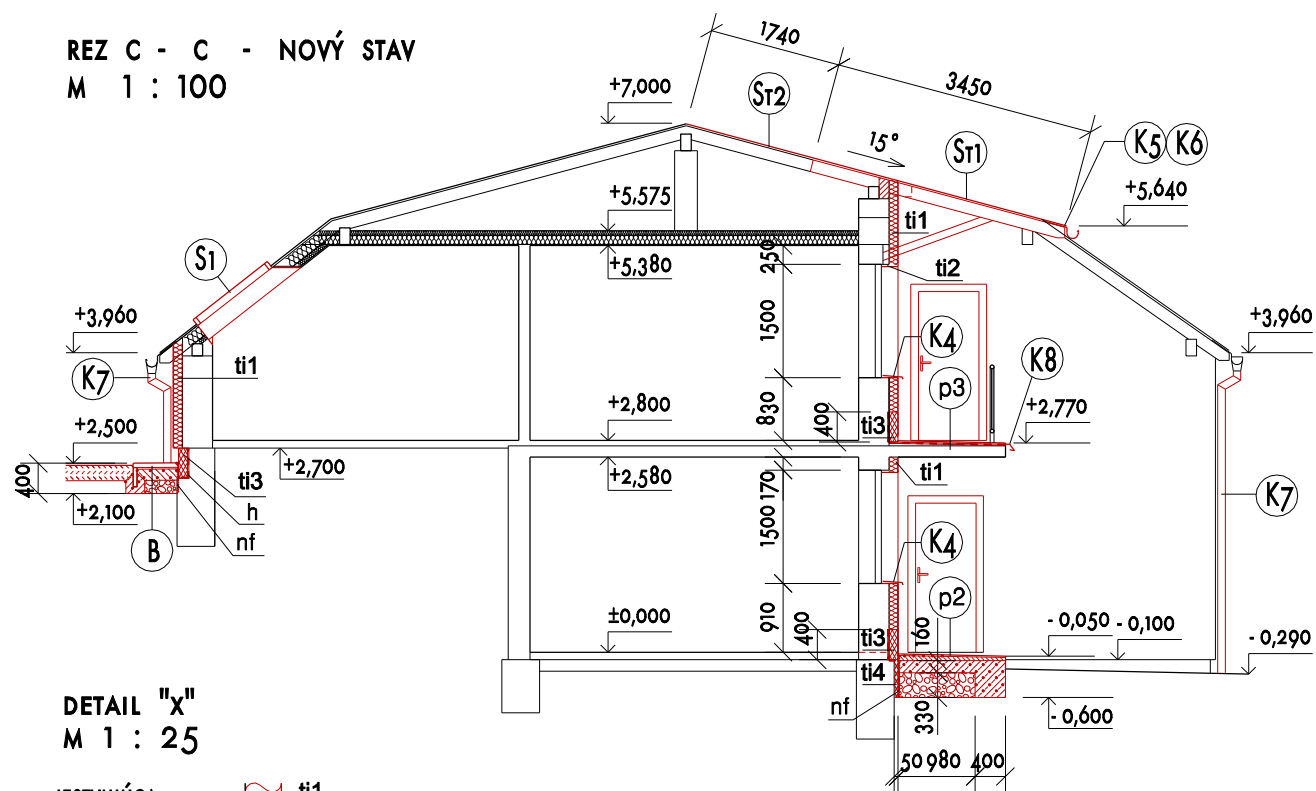 REZ C - C - NOVÝ STAV
M 1 : 100
1740
3450
+7,000
ST2
15°
ST1
K5
K6
+5,575
+5,640
ti1
S1
+5,380
250
ti2
1500
+3,960
+3,960
K4
K8
K7
ti1
p3
830
+2,800
400
+2,770
+2,500
ti3
400
ti3
+2,700
+2,580
ti1
170
+2,100
h
K7
1500
nf
B
K4
p2
±0,000
910
400
ti3
160
- 0,050
- 0,100
- 0,290
ti4
DETAIL "X"
M 1 : 25
nf
330
- 0,600
50 980 400
ti1